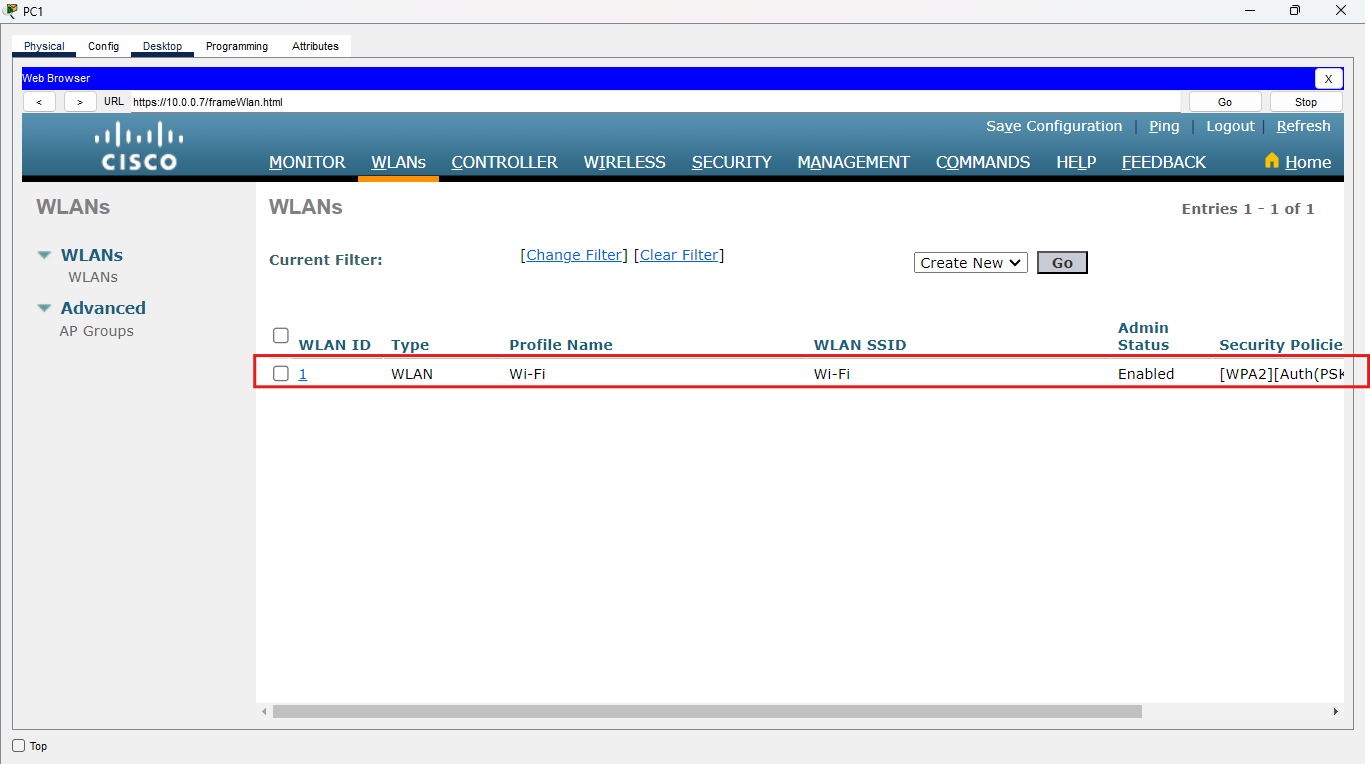 PC1
Physical Config Desktop Programming Attributes
Web Browser X
< > URL https://10.0.0.7/frameWlan.html Go Stop
Save Configuration | Ping | Logout | Refresh
CISCO
MONITOR WLANs CONTROLLER WIRELESS SECURITY MANAGEMENT COMMANDS HELP FEEDBACK Home
WLANs
WLANs
WLANs
Advanced
AP Groups
WLANs
Entries 1 - 1 of 1
Current Filter: [Change Filter] [Clear Filter]
Create New Go
WLAN ID Type Profile Name WLAN SSID Admin Status Security Policie
1 WLAN Wi-Fi Wi-Fi Enabled [WPA2][Auth(PSK
Top